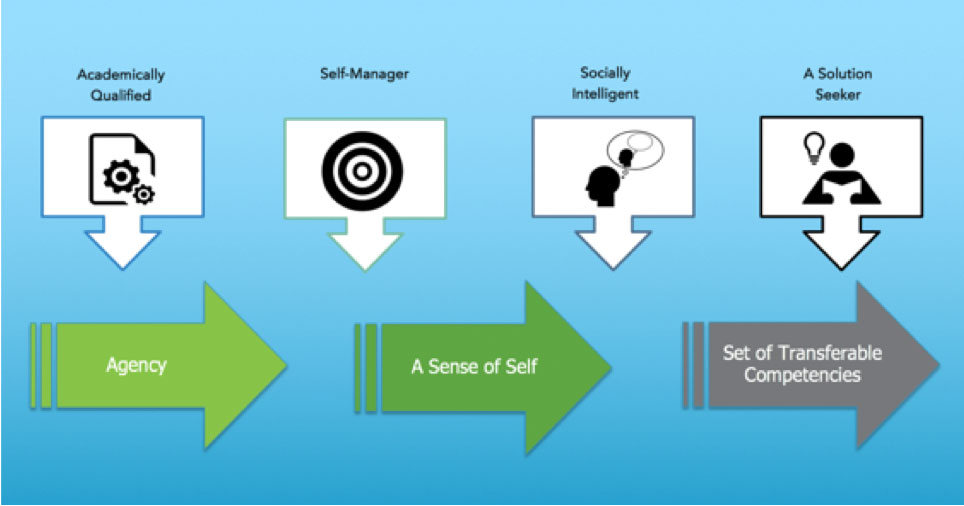 Academically
Qualified
Self-Manager
Socially
Intelligent
A Solution
Seeker
Agency
A Sense of Self
Set of Transferable
Competencies